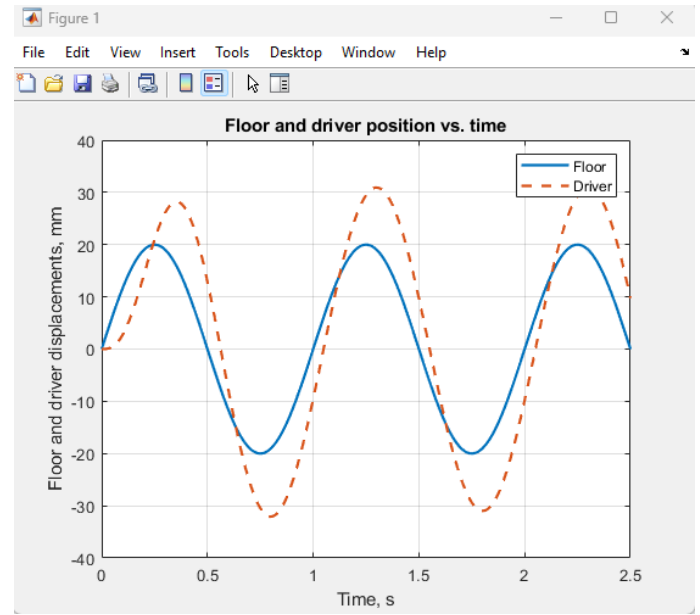 Figure 1
File Edit View Insert Tools Desktop Window Help
Floor and driver position vs. time
Floor
Driver
Floor and driver displacements, mm
40
30
20
10
0
-10
-20
-30
-40
0 0.5 1 1.5 2 2.5
Time, s